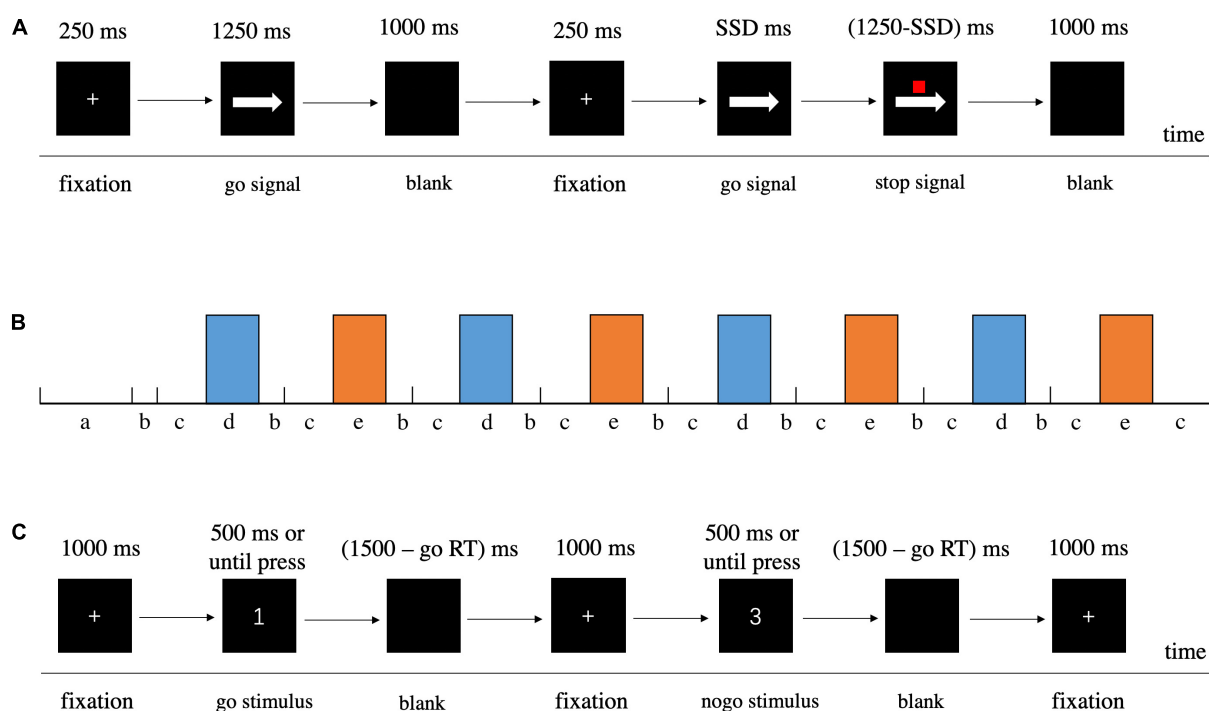 A
250 ms 1250 ms 1000 ms 250 ms SSD ms (1250-SSD) ms 1000 ms
+ +
time
fixation go signal blank fixation go signal stop signal blank
B
a b c d b c e b c d b c e b c d b c e b c d b c e c
C
1000 ms 500 ms or until press (1500 – go RT) ms 1000 ms 500 ms or until press (1500 – go RT) ms 1000 ms
+ 1 + 3 +
time
fixation go stimulus blank fixation nogo stimulus blank fixation